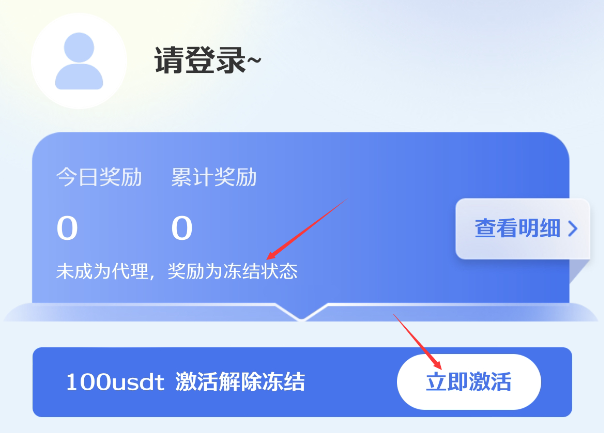 请登录~
今日奖励 累计奖励
0 0
查看明细
未成为代理，奖励为冻结状态
100usdt 激活解除冻结 立即激活